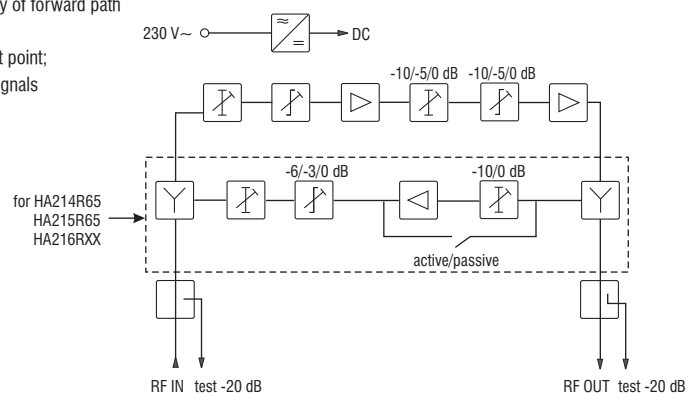 y of forward path
t point;
gnals
230 V~
≈
=
DC
-10/-5/0 dB -10/-5/0 dB
-6/-3/0 dB
-10/0 dB
for HA214R65
HA215R65
HA216RXX
active/passive
RF IN test -20 dB
RF OUT test -20 dB